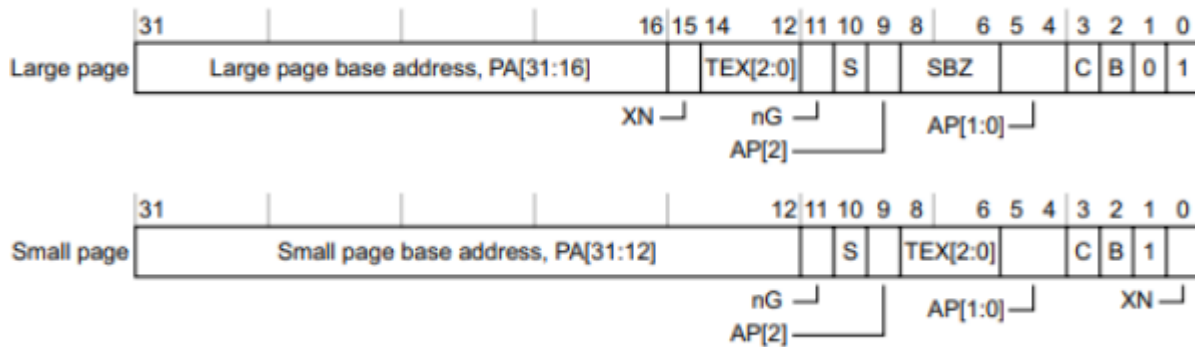 31 16 15 14 12 11 10 9 8 6 5 4 3 2 1 0
Large page Large page base address, PA[31:16] TEX[2:0] S SBZ C B 0 1
XN nG AP[1:0]
AP[2]
31 12 11 10 9 8 6 5 4 3 2 1 0
Small page Small page base address, PA[31:12] S TEX[2:0] C B 1
nG AP[1:0] XN
AP[2]